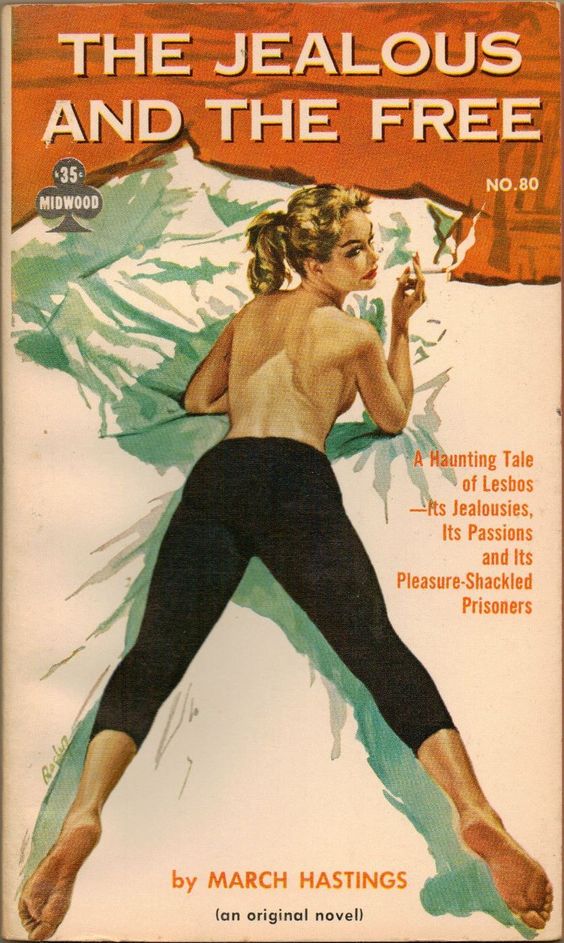 THE JEALOUS
AND THE FREE
35¢
MIDWOOD
NO. 80
A Haunting Tale
of Lesbos
—Its Jealousies,
Its Passions
and Its
Pleasure-Shackled
Prisoners
by MARCH HASTINGS
(an original novel)